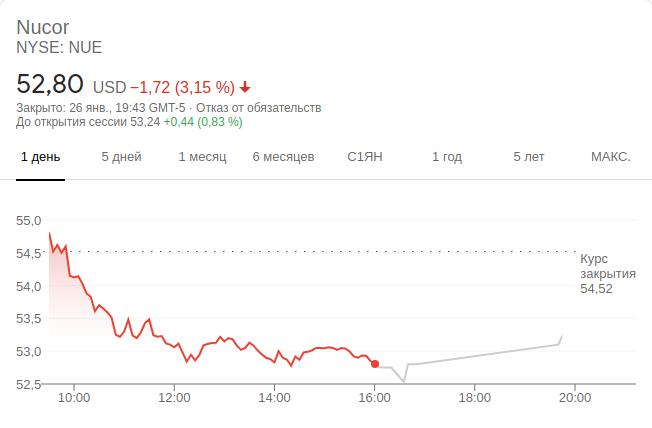 Nucor
NYSE: NUE
52,80 USD −1,72 (3,15 %)
Закрыто: 26 янв., 19:43 GMT-5 · Отказ от обязательств
До открытия сессии 53,24 +0,44 (0,83 %)
1 день 5 дней 1 месяц 6 месяцев С1ЯН 1 год 5 лет МАКС.
55,0
54,5
Курс
закрытия
54,52
54,0
53,5
53,0
52,5
10:00 12:00 14:00 16:00 18:00 20:00